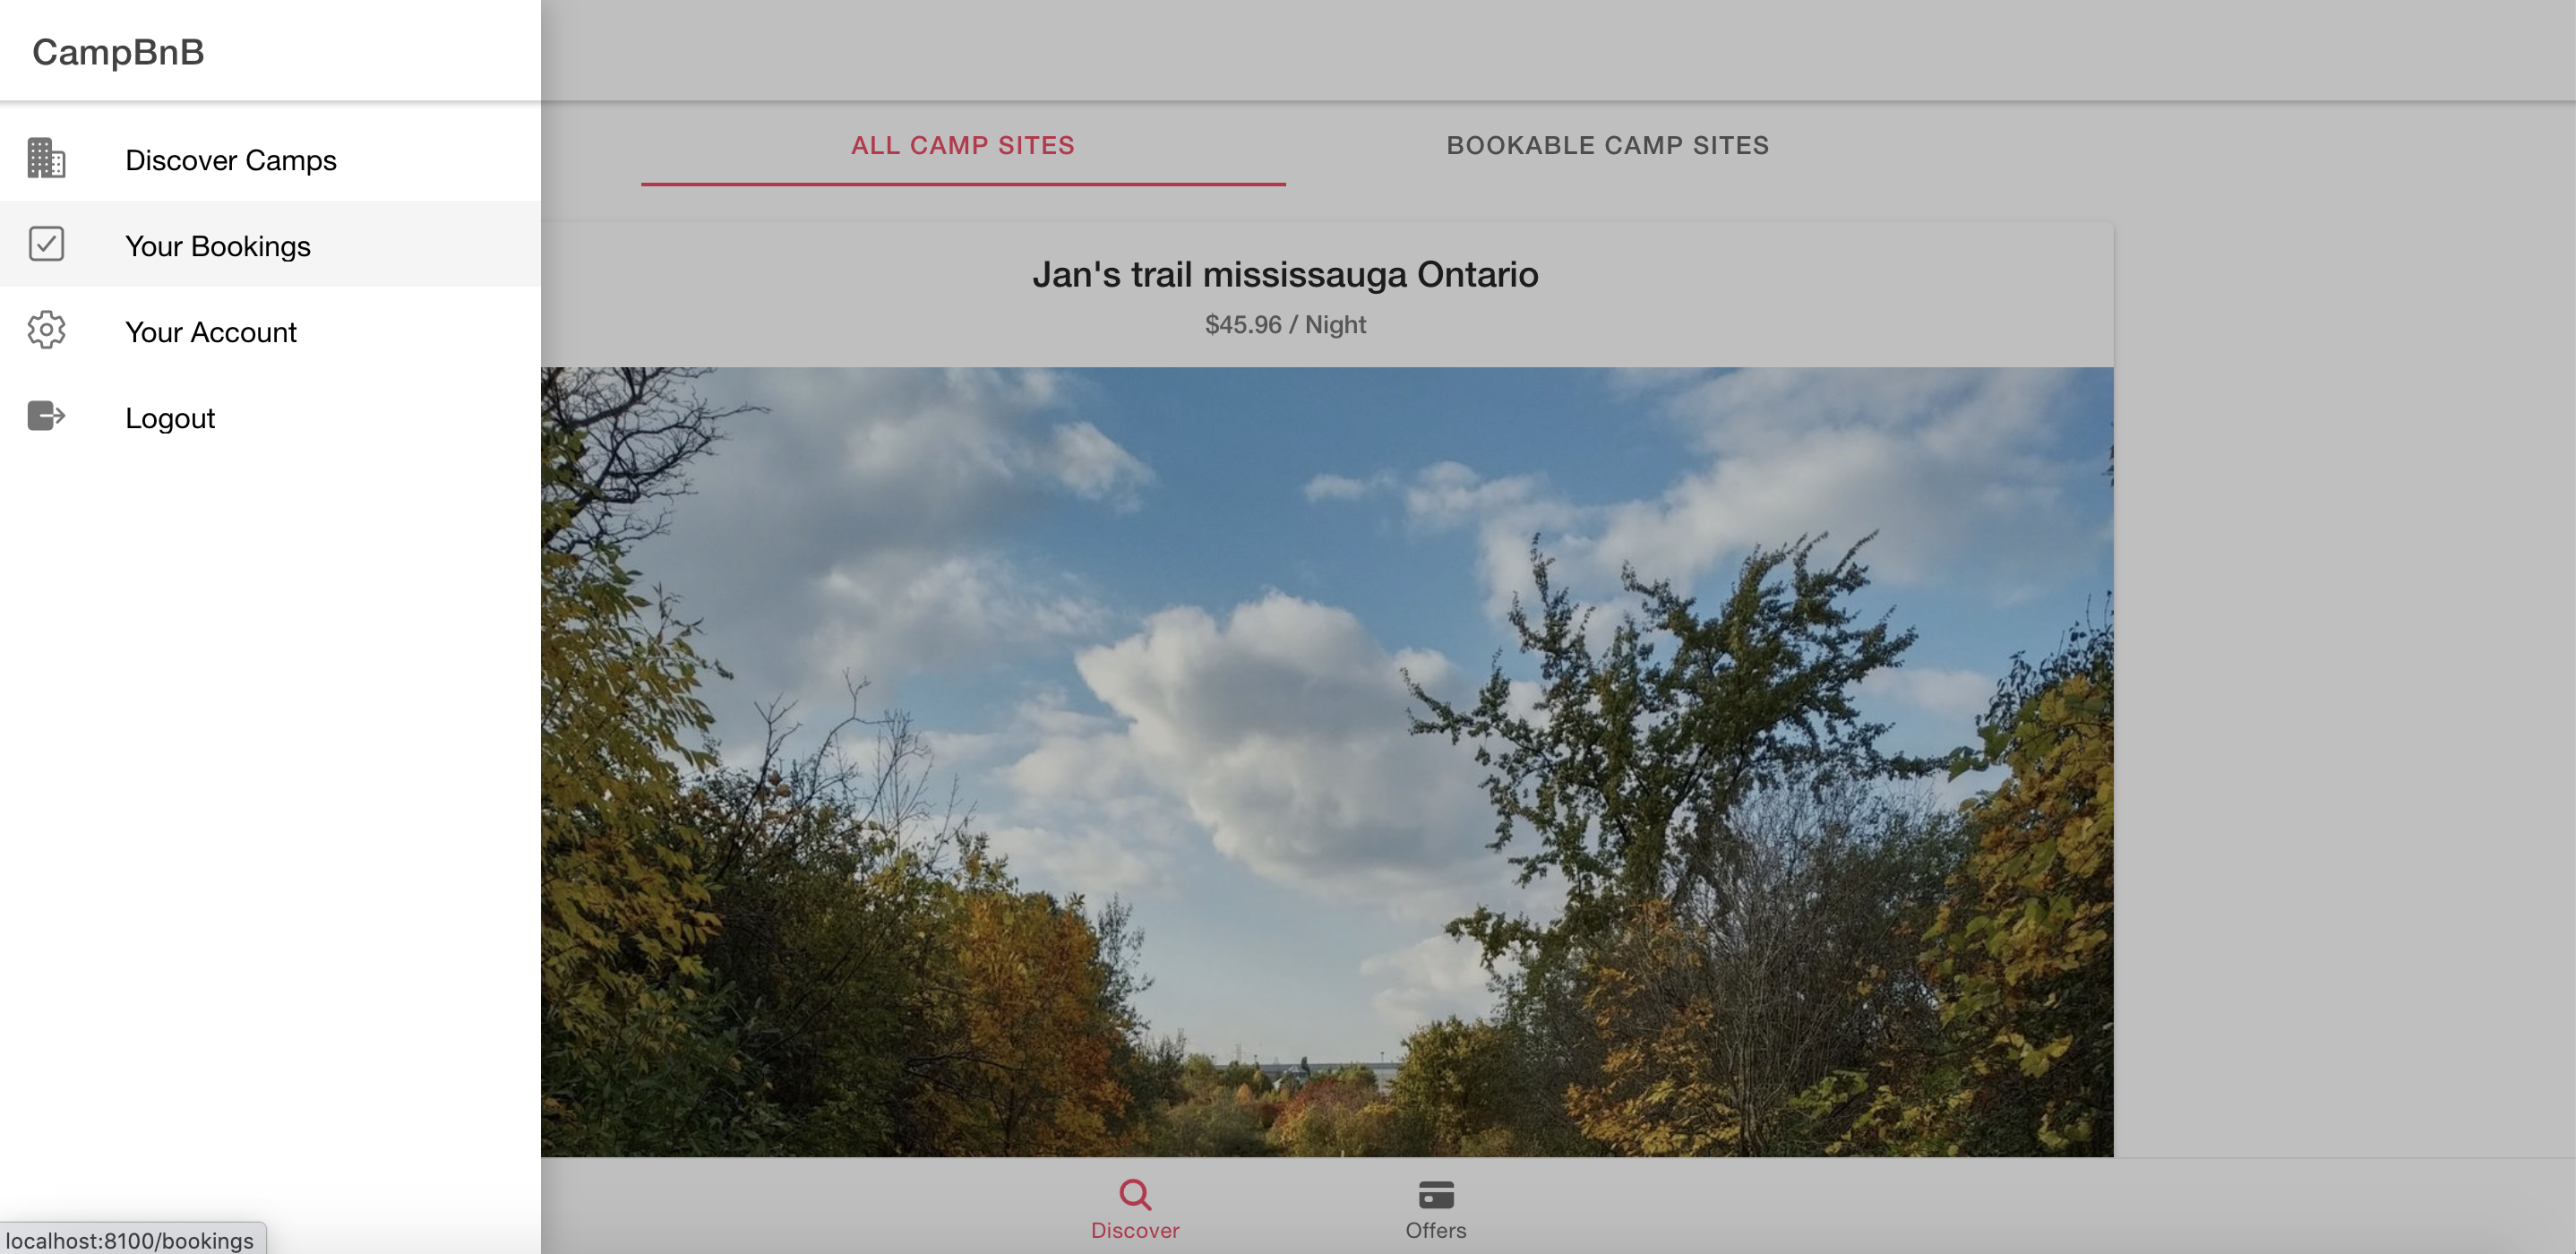 CampBnB
Discover Camps
Your Bookings
Your Account
Logout
ALL CAMP SITES
BOOKABLE CAMP SITES
Jan's trail mississauga Ontario
$45.96 / Night
Discover
Offers
localhost:8100/bookings